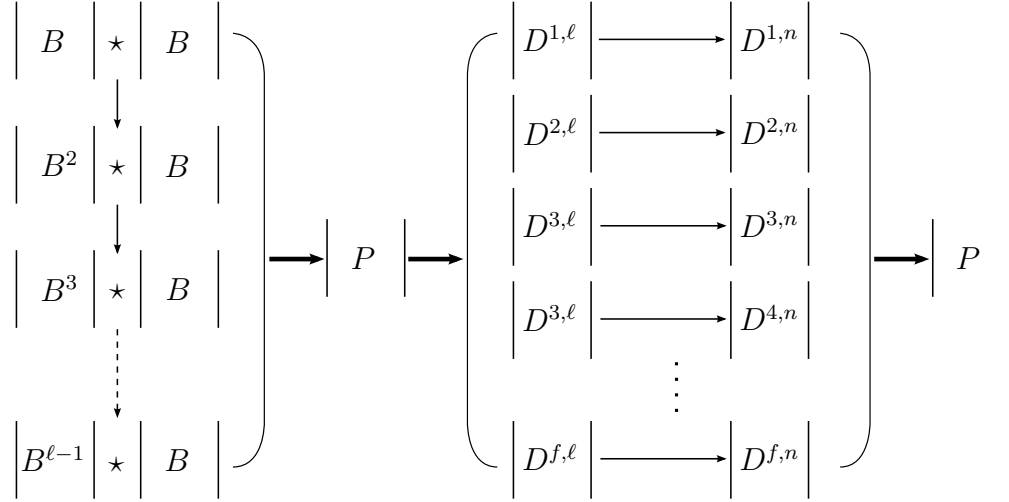 B ⋆ B
B² ⋆ B
B³ ⋆ B
B^{ℓ−1} ⋆ B
P
D^{1,ℓ} D^{1,n}
D^{2,ℓ} D^{2,n}
D^{3,ℓ} D^{3,n}
D^{3,ℓ} D^{4,n}
D^{f,ℓ} D^{f,n}
P